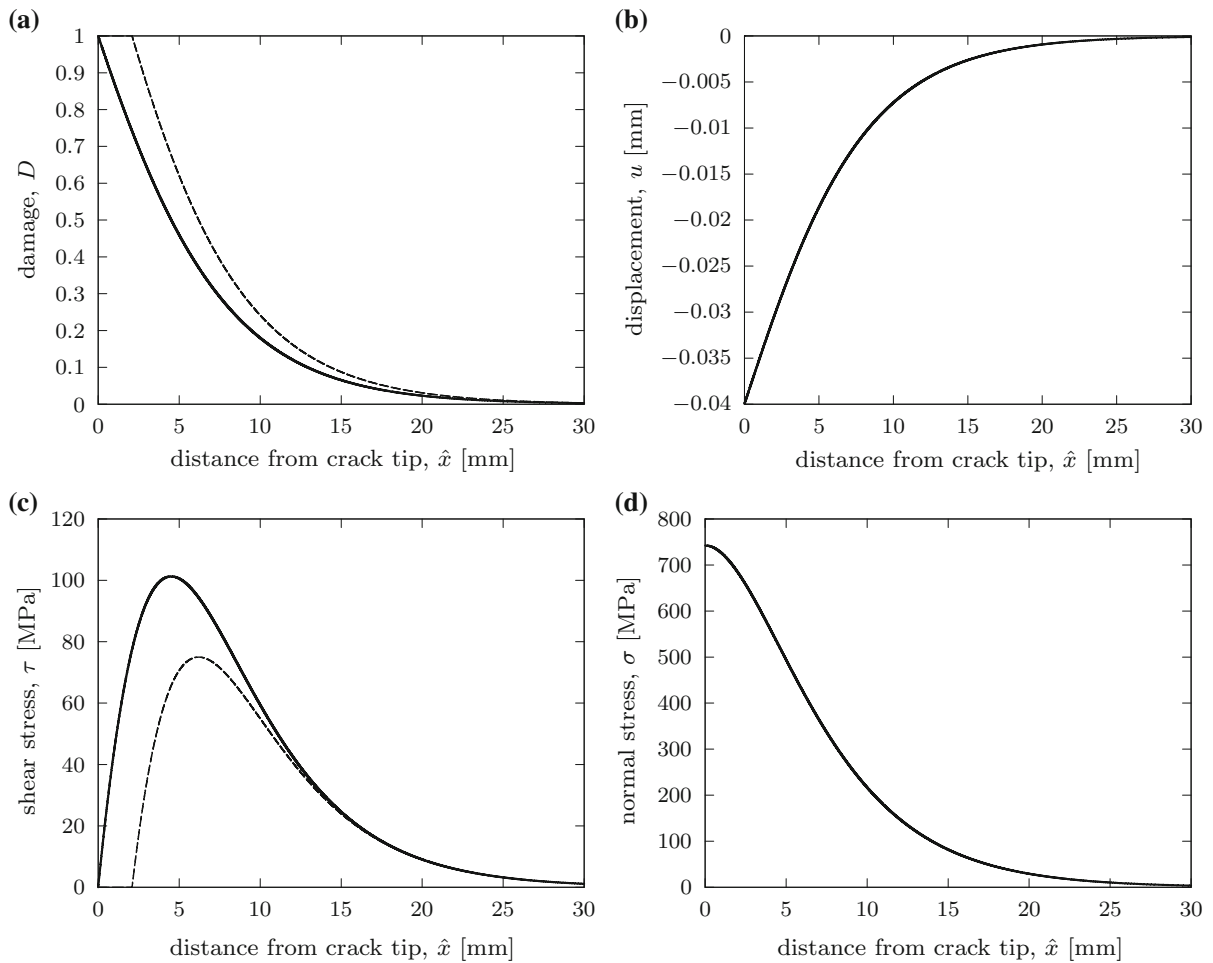 (a)
1
0.9
0.8
0.7
0.6
0.5
0.4
0.3
0.2
0.1
0
damage, D
0 5 10 15 20 25 30
distance from crack tip, x̂ [mm]
(b)
0
−0.005
−0.01
−0.015
−0.02
−0.025
−0.03
−0.035
−0.04
displacement, u [mm]
0 5 10 15 20 25 30
distance from crack tip, x̂ [mm]
(c)
120
100
80
60
40
20
0
shear stress, τ [MPa]
0 5 10 15 20 25 30
distance from crack tip, x̂ [mm]
(d)
800
700
600
500
400
300
200
100
0
normal stress, σ [MPa]
0 5 10 15 20 25 30
distance from crack tip, x̂ [mm]